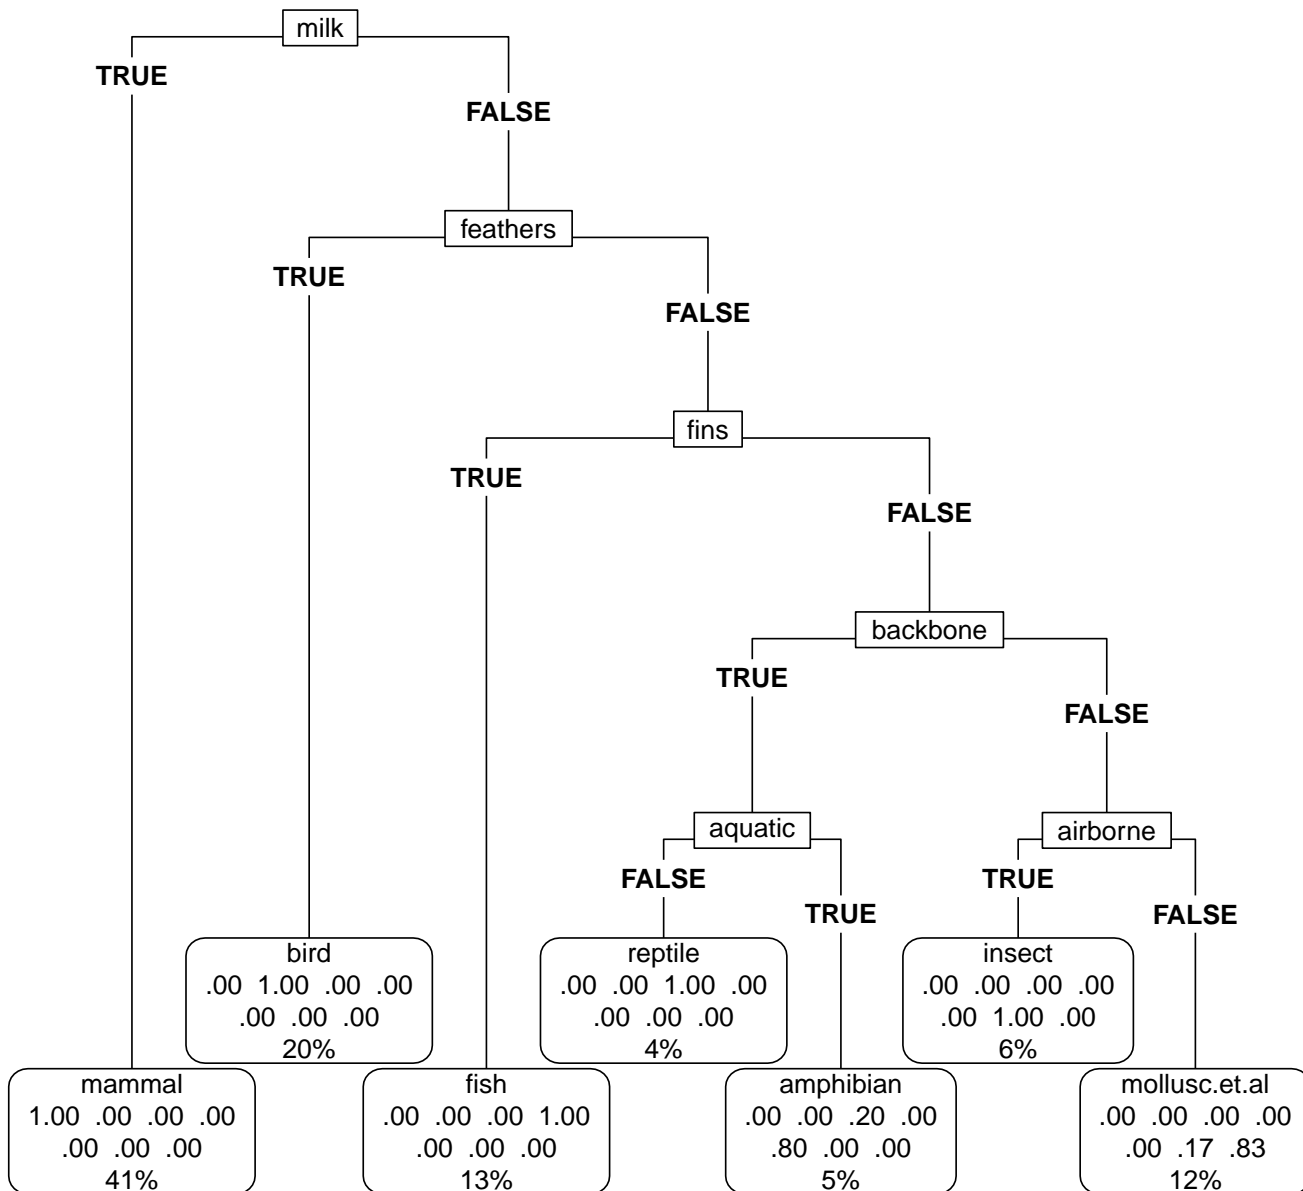 milk
TRUE
FALSE
feathers
TRUE
FALSE
fins
TRUE
FALSE
backbone
TRUE
FALSE
aquatic
airborne
FALSE
TRUE
TRUE
FALSE
bird
.00 1.00 .00 .00
.00 .00 .00
20%
reptile
.00 .00 1.00 .00
.00 .00 .00
4%
insect
.00 .00 .00 .00
.00 1.00 .00
6%
mammal
1.00 .00 .00 .00
.00 .00 .00
41%
fish
.00 .00 .00 1.00
.00 .00 .00
13%
amphibian
.00 .00 .20 .00
.80 .00 .00
5%
mollusc.et.al
.00 .00 .00 .00
.00 .17 .83
12%